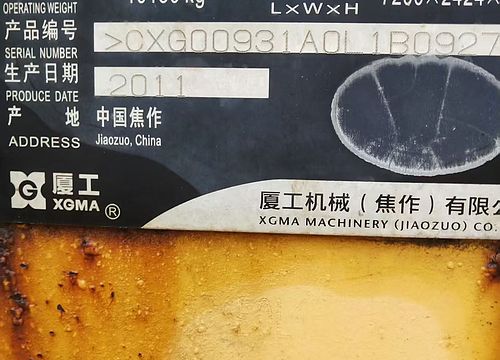 OPERATING WEIGHT
L×W×H
产品编号
SERIAL NUMBER
>CXG00931A0L1B0927
生产日期
PRODUCE DATE
2011
产 地
ADDRESS
中国焦作
Jiaozuo, China
厦工
XGMA ®
厦工机械（焦作）有限公
XGMA MACHINERY (JIAOZUO) CO.